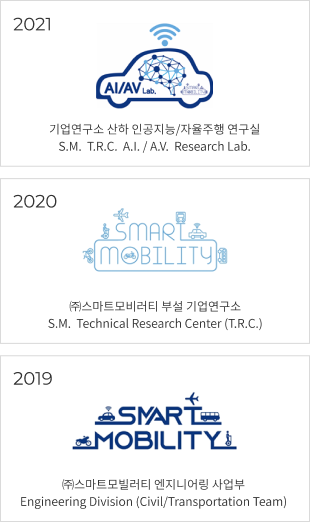 2021
AI/AV Lab.
기업연구소 산하 인공지능/자율주행 연구실
S.M. T.R.C. A.I. / A.V. Research Lab.
2020
SMART
MOBILITY
㈜스마트모비러티 부설 기업연구소
S.M. Technical Research Center (T.R.C.)
2019
SMART
MOBILITY
㈜스마트모빌러티 엔지니어링 사업부
Engineering Division (Civil/Transportation Team)